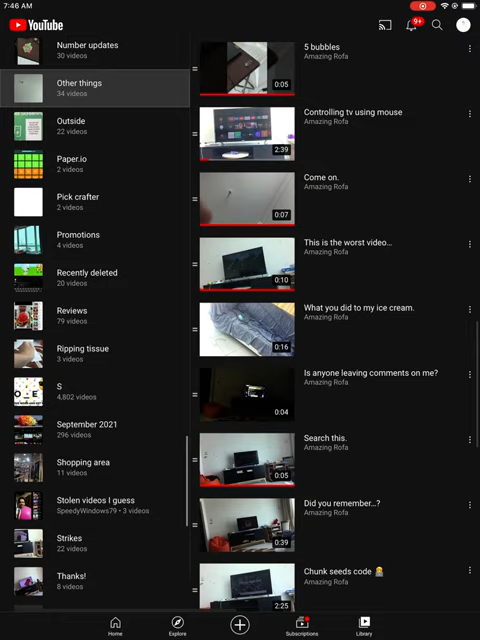 7:46 AM
YouTube
9+
Number updates
30 videos
Other things
34 videos
Outside
22 videos
Paper.io
2 videos
Pick crafter
2 videos
Promotions
4 videos
Recently deleted
20 videos
Reviews
79 videos
Ripping tissue
3 videos
S
4,802 videos
September 2021
296 videos
Shopping area
11 videos
Stolen videos I guess
SpeedyWindows79 • 3 videos
Strikes
22 videos
Thanks!
8 videos
5 bubbles
Amazing Rofa
0:05
Controlling tv using mouse
Amazing Rofa
2:39
Come on.
Amazing Rofa
0:07
This is the worst video...
Amazing Rofa
0:10
What you did to my ice cream.
Amazing Rofa
0:16
Is anyone leaving comments on me?
Amazing Rofa
0:04
Search this.
Amazing Rofa
0:05
Did you remember...?
Amazing Rofa
0:39
Chunk seeds code 👩‍🌾
Amazing Rofa
2:25
Home
Explore
Subscriptions
Library